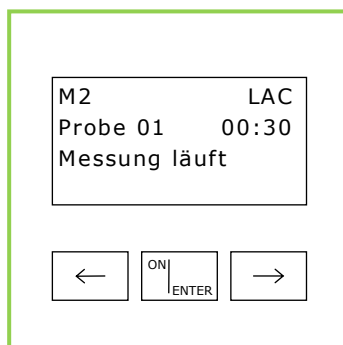 M2 LAC
Probe 01 00:30
Messung läuft
← ON ENTER →